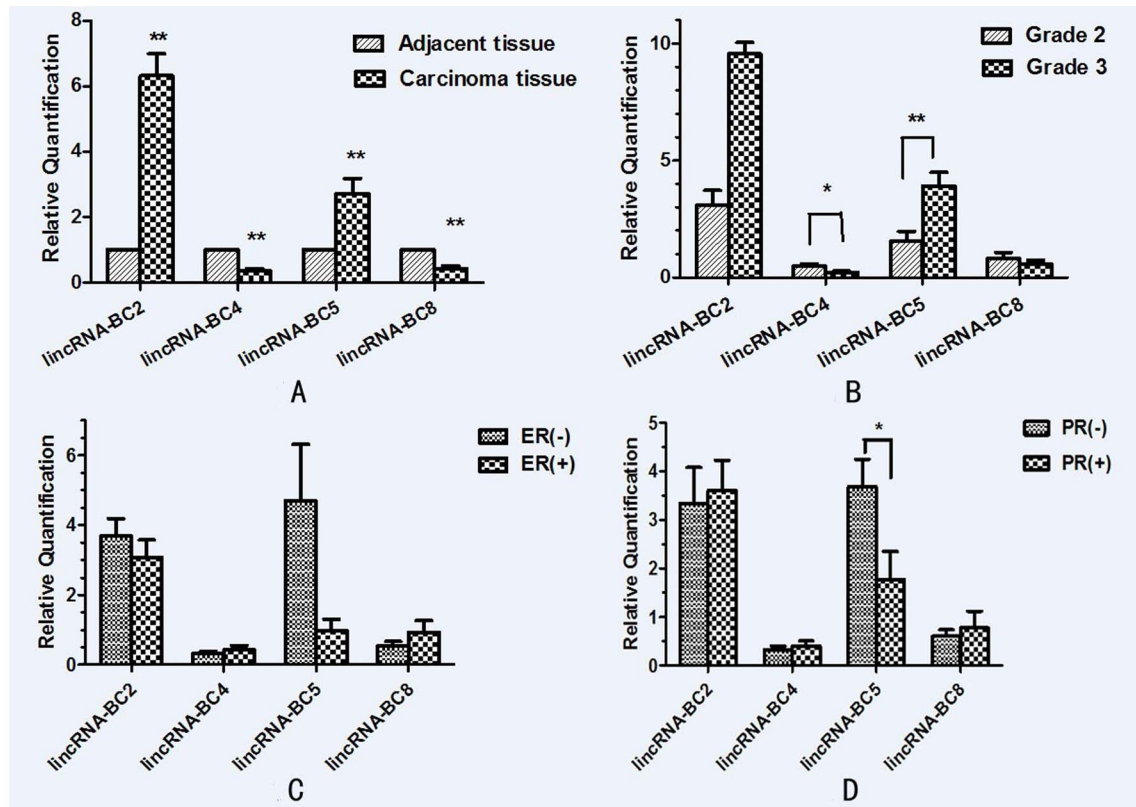 Relative Quantification
8
6
4
2
0
**
**
**
**
Adjacent tissue
Carcinoma tissue
lincRNA-BC2
lincRNA-BC4
lincRNA-BC5
lincRNA-BC8
A
Relative Quantification
10
5
0
*
**
Grade 2
Grade 3
lincRNA-BC2
lincRNA-BC4
lincRNA-BC5
lincRNA-BC8
B
Relative Quantification
6
4
2
0
ER(-)
ER(+)
lincRNA-BC2
lincRNA-BC4
lincRNA-BC5
lincRNA-BC8
C
Relative Quantification
5
4
3
2
1
0
*
PR(-)
PR(+)
lincRNA-BC2
lincRNA-BC4
lincRNA-BC5
lincRNA-BC8
D